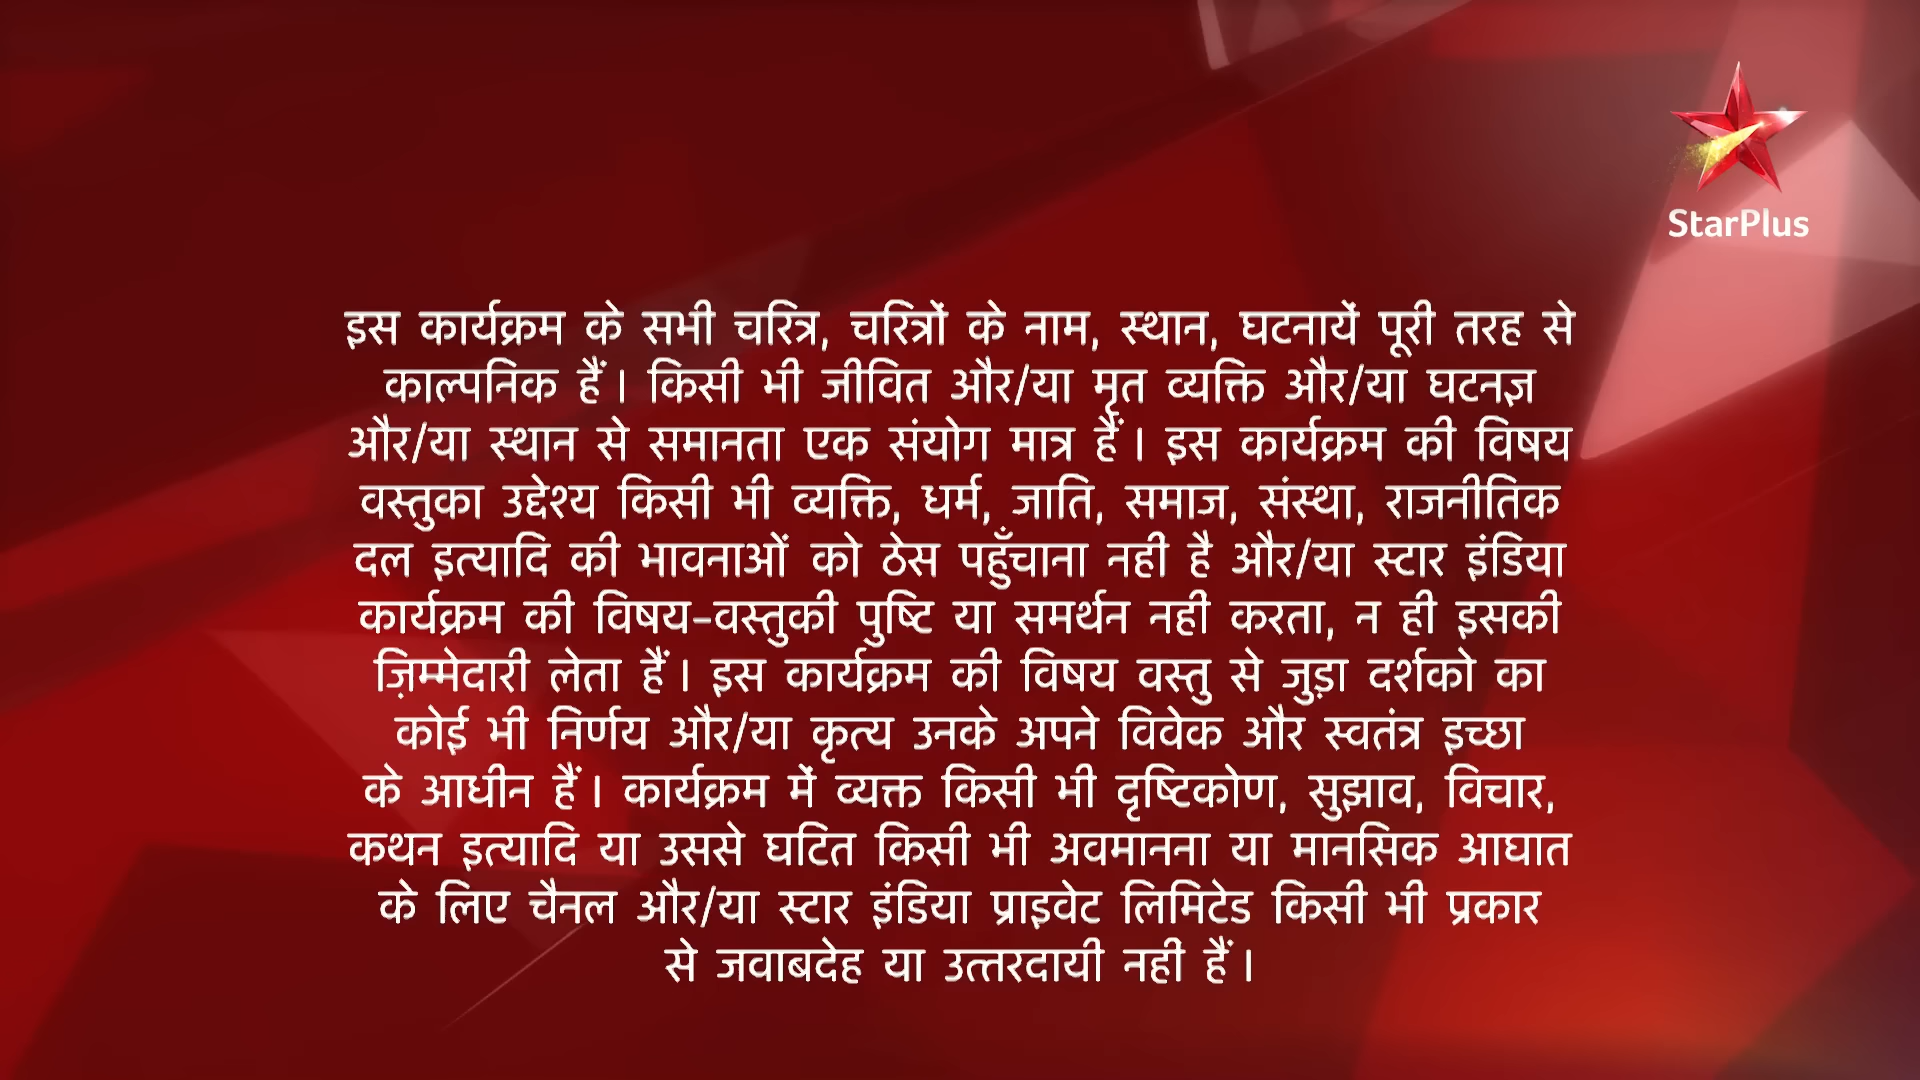 StarPlus
इस कार्यक्रम के सभी चरित्र, चरित्रों के नाम, स्थान, घटनायें पूरी तरह से
काल्पनिक हैं। किसी भी जीवित और/या मृत व्यक्ति और/या घटनज्ञ
और/या स्थान से समानता एक संयोग मात्र हैं। इस कार्यक्रम की विषय
वस्तुका उद्देश्य किसी भी व्यक्ति, धर्म, जाति, समाज, संस्था, राजनीतिक
दल इत्यादि की भावनाओं को ठेस पहुँचाना नही है और/या स्टार इंडिया
कार्यक्रम की विषय-वस्तुकी पुष्टि या समर्थन नही करता, न ही इसकी
ज़िम्मेदारी लेता हैं। इस कार्यक्रम की विषय वस्तु से जुड़ा दर्शको का
कोई भी निर्णय और/या कृत्य उनके अपने विवेक और स्वतंत्र इच्छा
के आधीन हैं। कार्यक्रम में व्यक्त किसी भी दृष्टिकोण, सुझाव, विचार,
कथन इत्यादि या उससे घटित किसी भी अवमानना या मानसिक आघात
के लिए चैनल और/या स्टार इंडिया प्राइवेट लिमिटेड किसी भी प्रकार
से जवाबदेह या उत्तरदायी नही हैं।